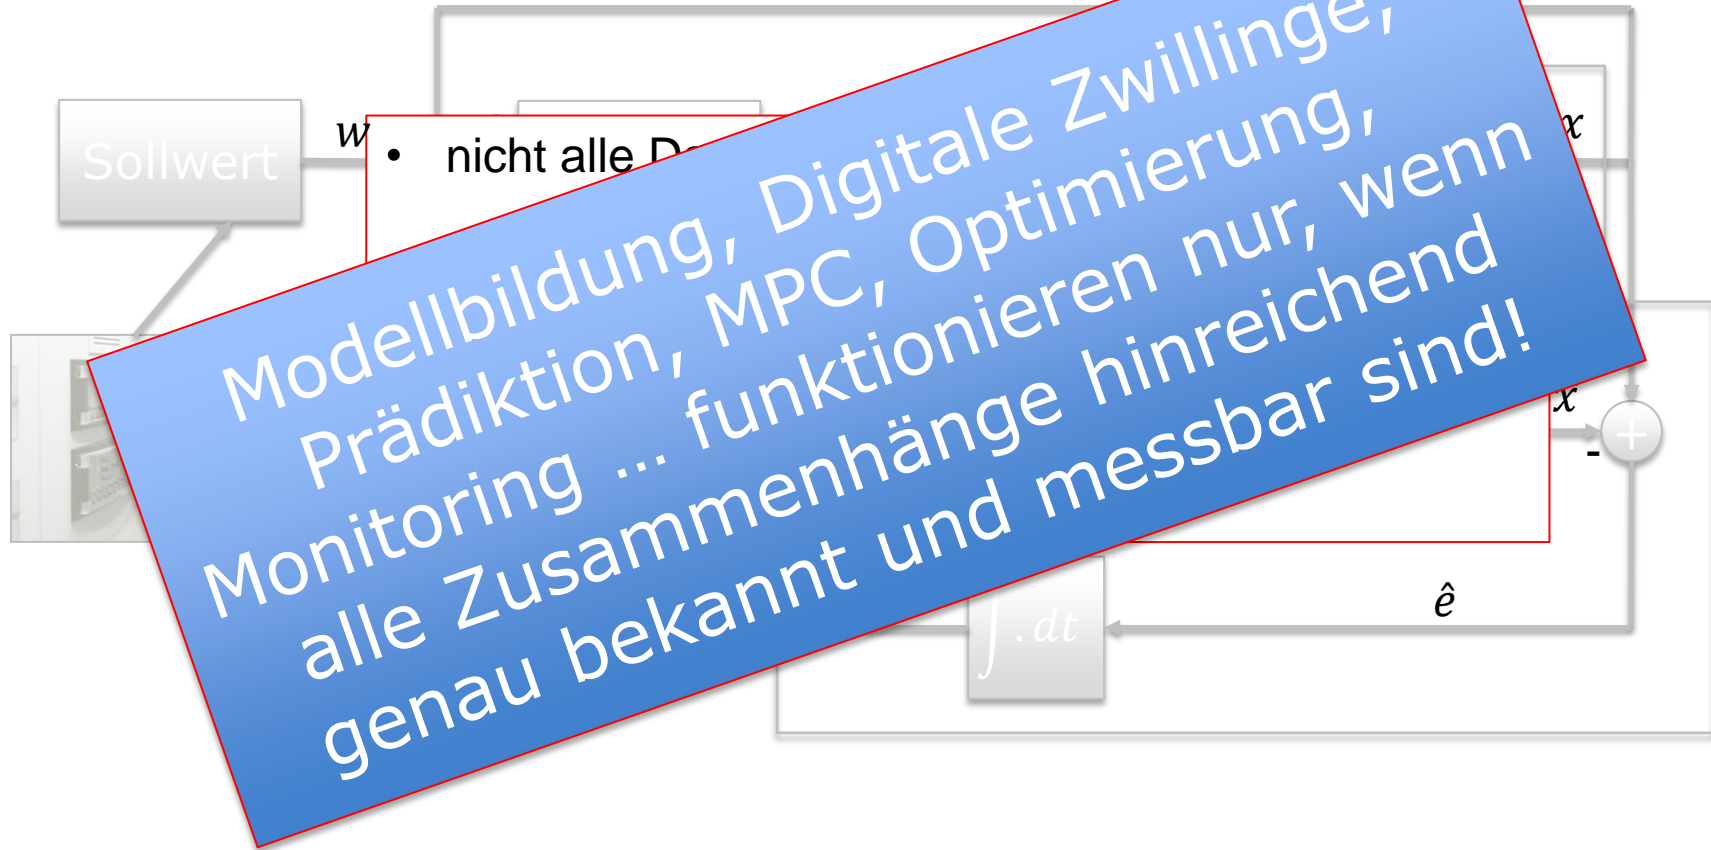 Sollwert
w
• nicht alle
x
Modellbildung, Digitale Zwillinge,
Prädiktion, MPC, Optimierung,
Monitoring ... funktionieren nur, wenn
alle Zusammenhänge hinreichend
genau bekannt und messbar sind!
x
+
-
ê
∫ . dt